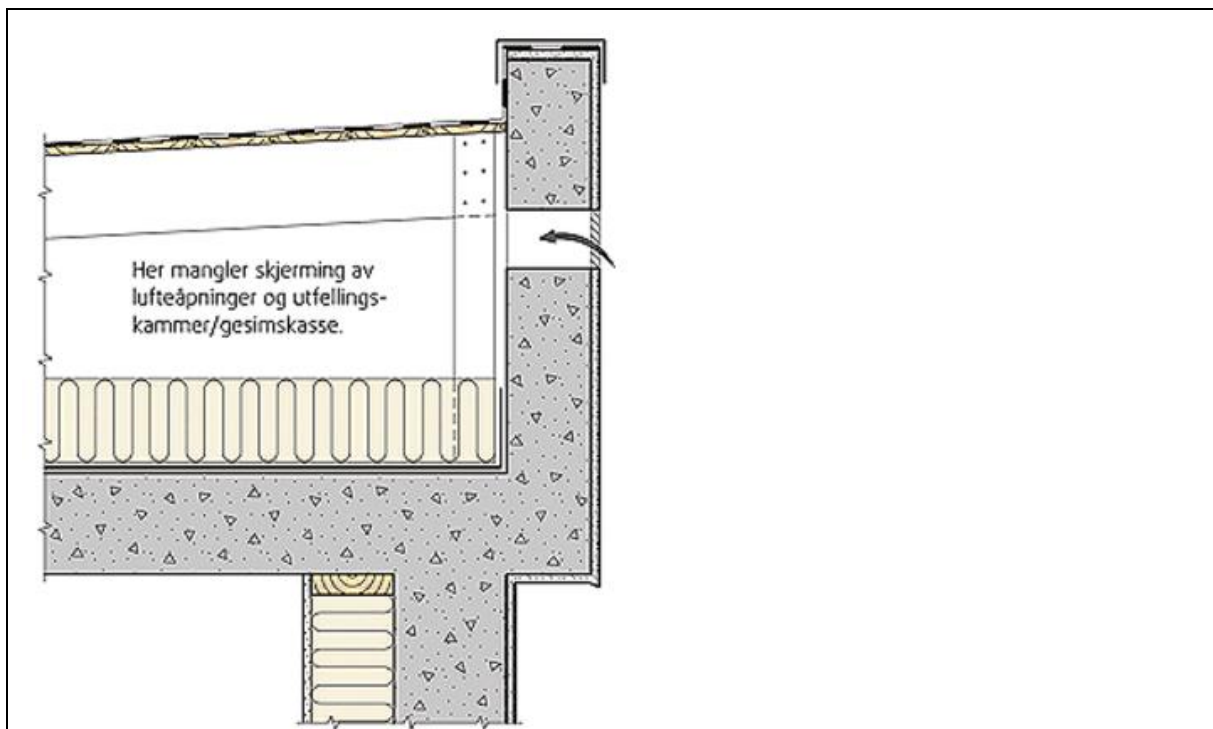 Her mangler skjerming av
lufteåpninger og utfellings-
kammer/gesimskasse.